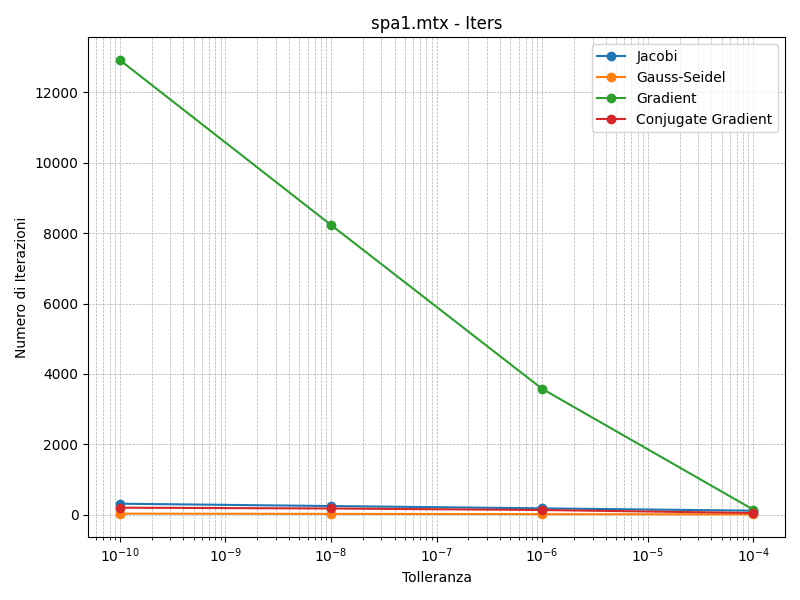 spa1.mtx - Iters
Jacobi
Gauss-Seidel
Gradient
Conjugate Gradient
Numero di Iterazioni
12000
10000
8000
6000
4000
2000
0
10⁻¹⁰ 10⁻⁹ 10⁻⁸ 10⁻⁷ 10⁻⁶ 10⁻⁵ 10⁻⁴
Tolleranza